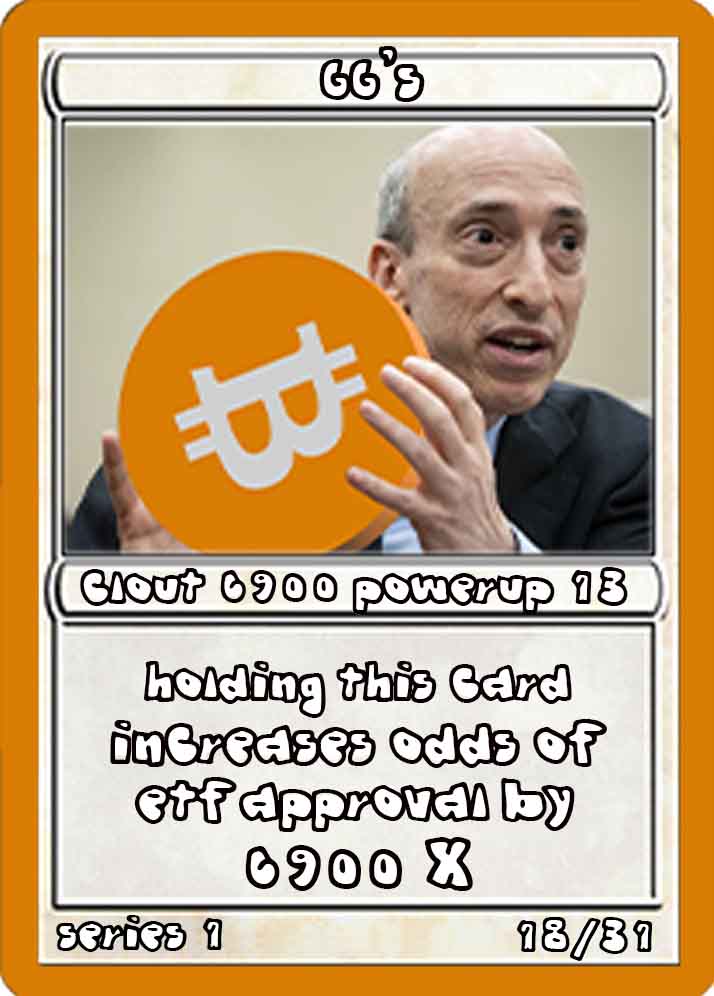 GG's
clout 6900 powerup 13
holding this card
increases odds of
etf approval by
6900 X
series 1
18/31